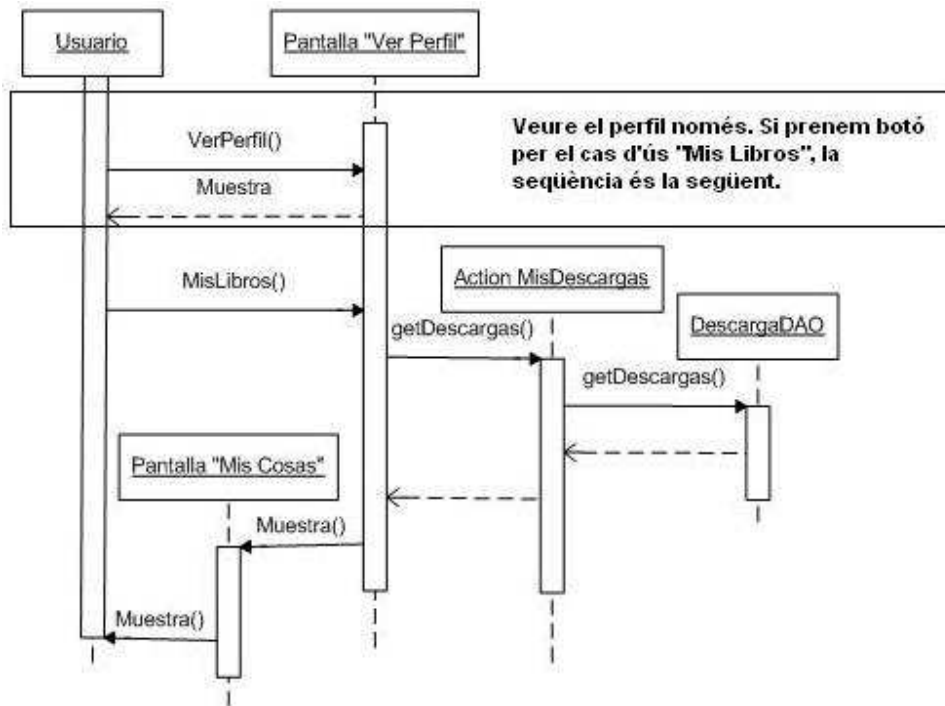 Usuario
Pantalla "Ver Perfil"
VerPerfil()
Muestra
Veure el perfil només. Si prenem botó
per el cas d'ús "Mis Libros", la
seqüència és la següent.
MisLibros()
Action MisDescargas
getDescargas()
DescargaDAO
getDescargas()
Pantalla "Mis Cosas"
Muestra()
Muestra()